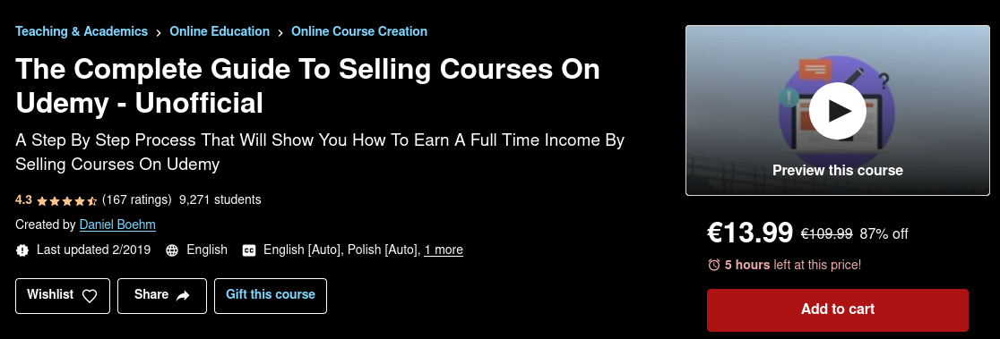 Teaching & Academics > Online Education > Online Course Creation
The Complete Guide To Selling Courses On
Udemy - Unofficial
A Step By Step Process That Will Show You How To Earn A Full Time Income By
Selling Courses On Udemy
4.3 (167 ratings) 9,271 students
Created by Daniel Boehm
Last updated 2/2019 English CC English [Auto], Polish [Auto], 1 more
Wishlist Share Gift this course
Preview this course
€13.99 €109.99 87% off
5 hours left at this price!
Add to cart